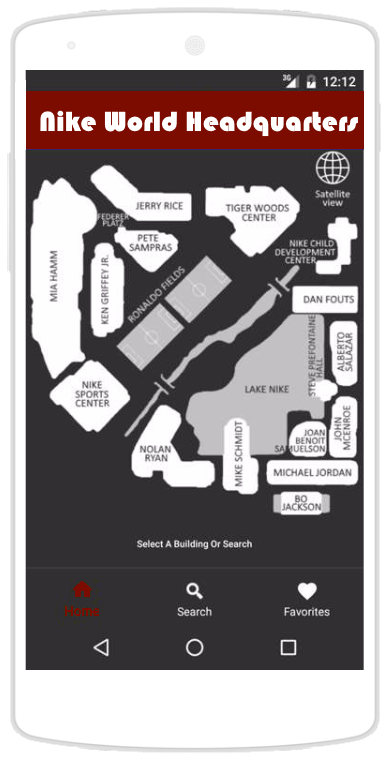 3G 12:12
Nike World Headquarters
Satellite
view
JERRY RICE
FEDERER
PLATZ
TIGER WOODS
CENTER
PETE
SAMPRAS
NIKE CHILD
DEVELOPMENT
CENTER
MIA HAMM
KEN GRIFFEY JR.
RONALDO FIELDS
DAN FOUTS
STEVE PREFONTAINE
HALL
ALBERTO
SALAZAR
NIKE
SPORTS
CENTER
LAKE NIKE
JOHN
MCENROE
NOLAN
RYAN
MIKE SCHMIDT
JOAN
BENOIT
SAMUELSON
MICHAEL JORDAN
BO
JACKSON
Select A Building Or Search
Home
Search
Favorites